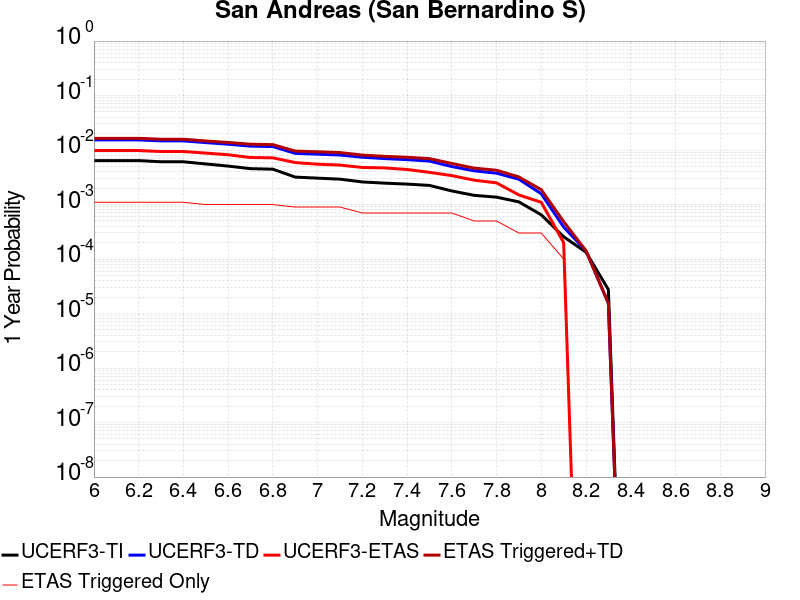 San Andreas (San Bernardino S)
1 Year Probability
10^0
10^-1
10^-2
10^-3
10^-4
10^-5
10^-6
10^-7
10^-8
6 6.2 6.4 6.6 6.8 7 7.2 7.4 7.6 7.8 8 8.2 8.4 8.6 8.8 9
Magnitude
UCERF3-TI UCERF3-TD UCERF3-ETAS ETAS Triggered+TD
ETAS Triggered Only